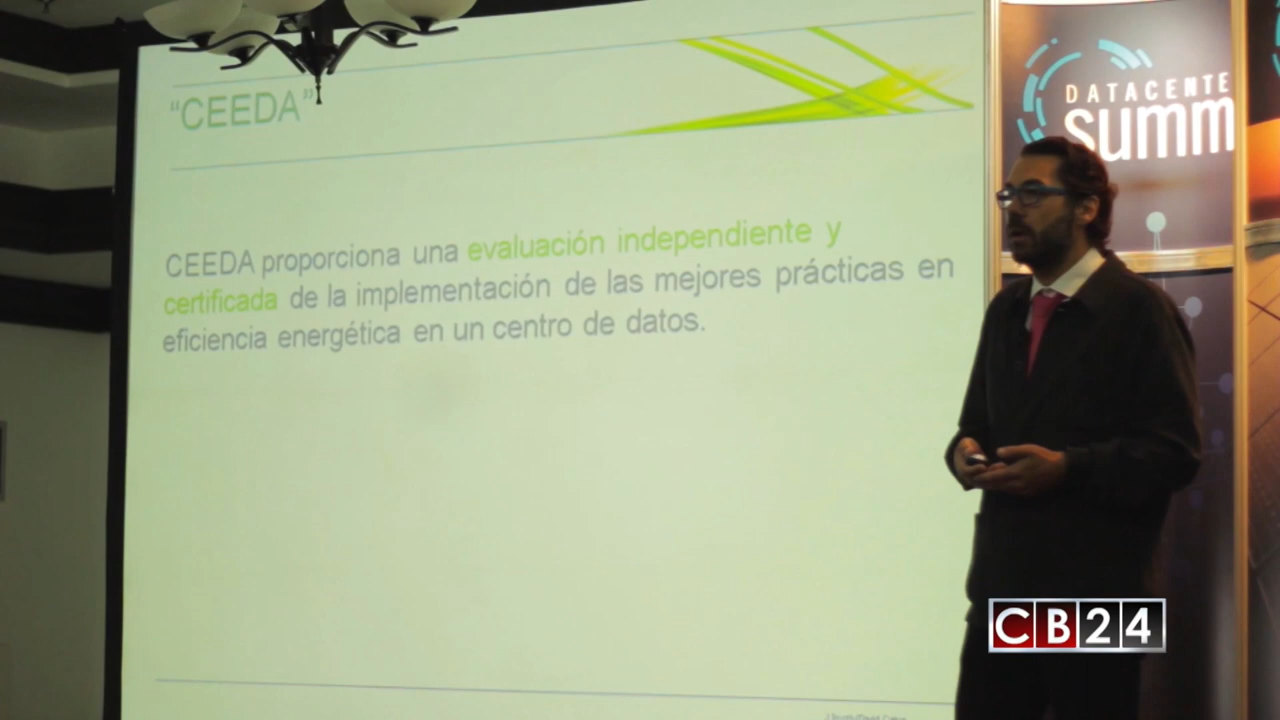 “CEEDA”
CEEDA proporciona una evaluación independiente y
certificada de la implementación de las mejores prácticas en
eficiencia energética en un centro de datos.
DATACENTE
summ
CB24